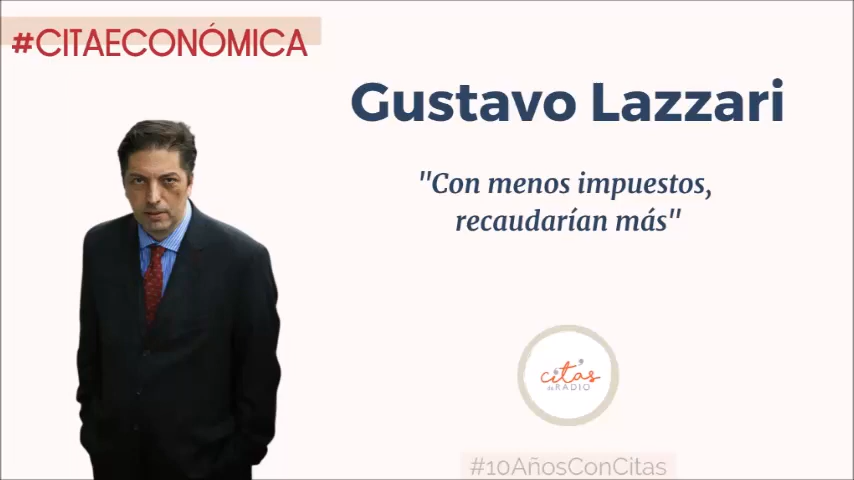 #CITAECONÓMICA
Gustavo Lazzari
"Con menos impuestos,
recaudarían más"
citas
de RADIO
#10AñosConCitas